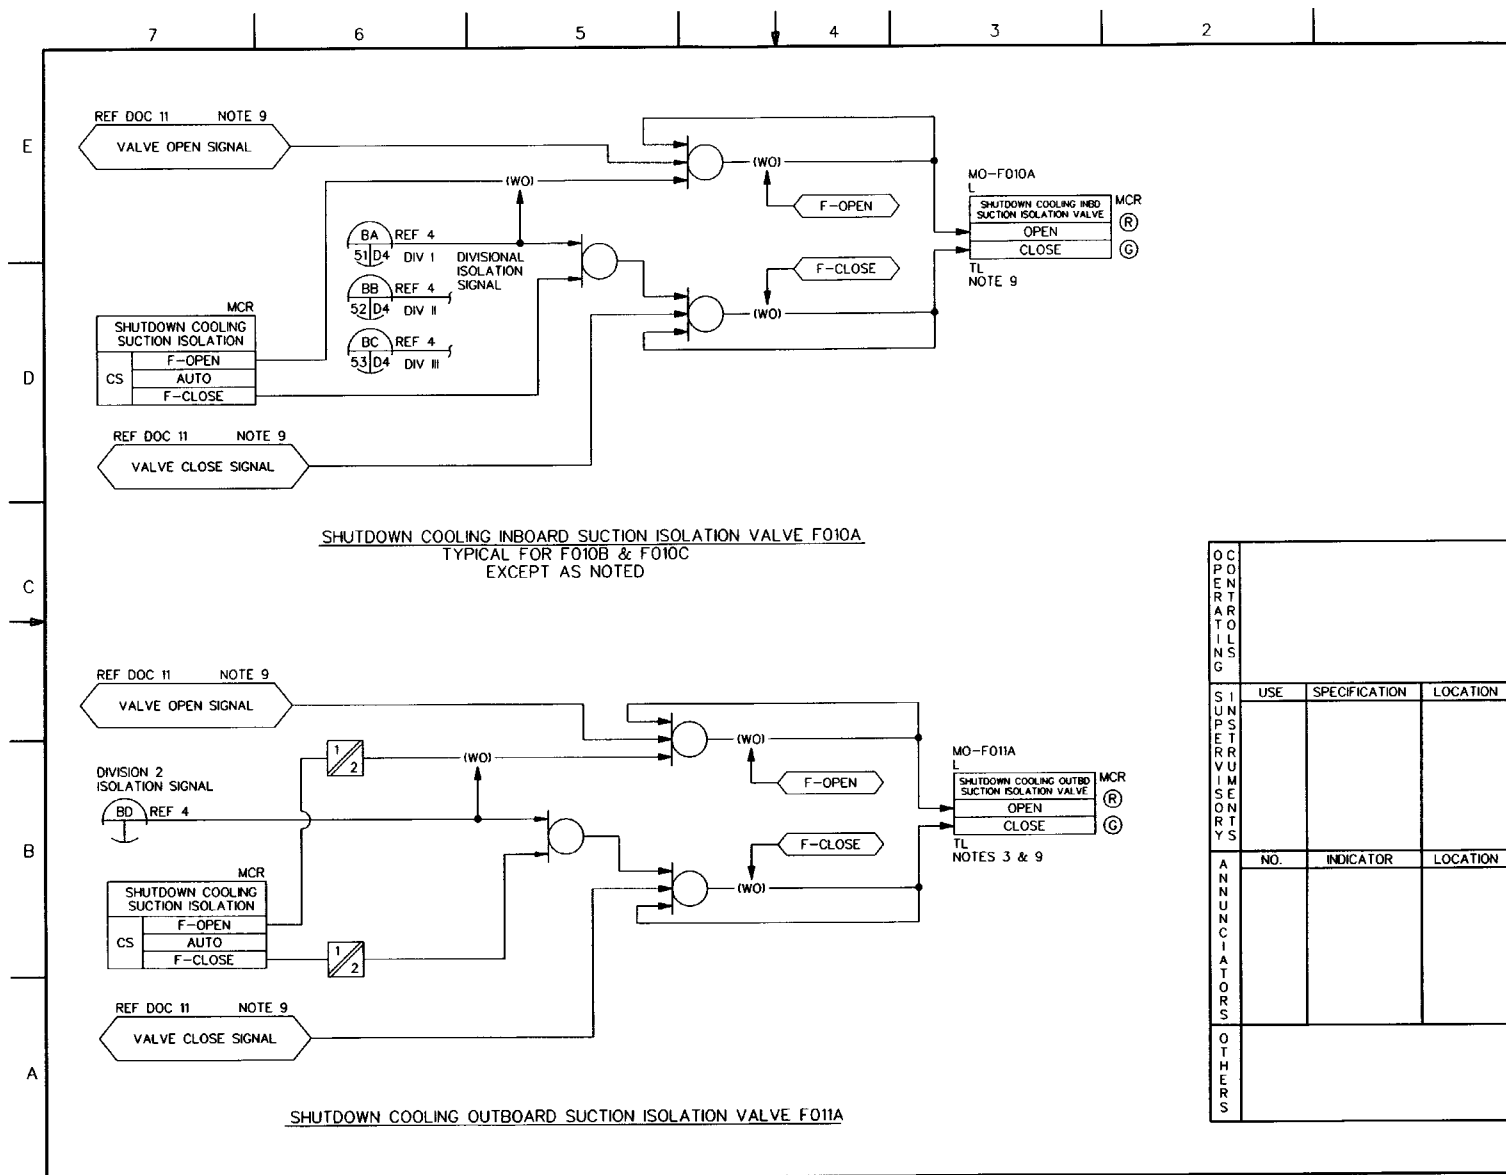 7 6 5 4 3 2
E
D
C
B
A
REF DOC 11 NOTE 9
VALVE OPEN SIGNAL
(WO)
(WO)
F-OPEN
MO-F010A
L
SHUTDOWN COOLING INBD
SUCTION ISOLATION VALVE
OPEN
CLOSE
MCR
R
G
TL
NOTE 9
BA
51 D4
REF 4
DIV I
DIVISIONAL
ISOLATION
SIGNAL
BB
52 D4
REF 4
DIV II
BC
53 D4
REF 4
DIV III
F-CLOSE
(WO)
MCR
SHUTDOWN COOLING
SUCTION ISOLATION
CS
F-OPEN
AUTO
F-CLOSE
REF DOC 11 NOTE 9
VALVE CLOSE SIGNAL
SHUTDOWN COOLING INBOARD SUCTION ISOLATION VALVE F010A
TYPICAL FOR F010B & F010C
EXCEPT AS NOTED
REF DOC 11 NOTE 9
VALVE OPEN SIGNAL
1/2
(WO)
(WO)
F-OPEN
MO-F011A
L
SHUTDOWN COOLING OUTBD
SUCTION ISOLATION VALVE
OPEN
CLOSE
MCR
R
G
TL
NOTES 3 & 9
DIVISION 2
ISOLATION SIGNAL
BD
REF 4
F-CLOSE
(WO)
MCR
SHUTDOWN COOLING
SUCTION ISOLATION
CS
F-OPEN
AUTO
F-CLOSE
1/2
REF DOC 11 NOTE 9
VALVE CLOSE SIGNAL
SHUTDOWN COOLING OUTBOARD SUCTION ISOLATION VALVE F011A
OPERATING
CONTROLS
SUPERVISORY
INSTRUMENTS
USE SPECIFICATION LOCATION
ANNUNCIATORS
NO. INDICATOR LOCATION
OTHERS